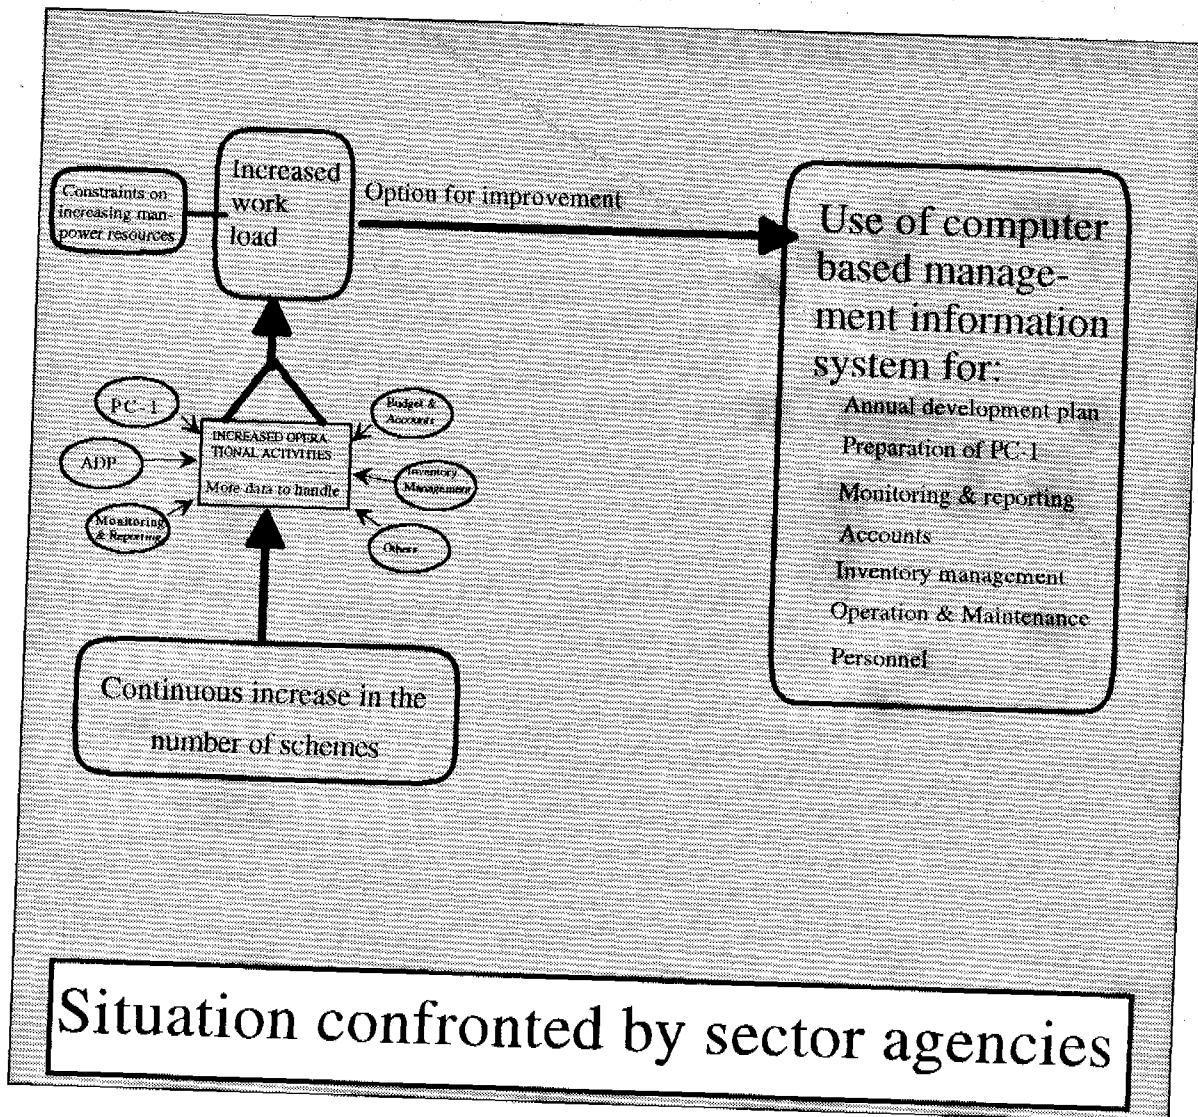 Constraints on
increasing man-
power resources
Increased
work
load
Option for improvement
Use of computer
based manage-
ment information
system for:
Annual development plan
Preparation of PC-1
Monitoring & reporting
Accounts
Inventory management
Operation & Maintenance
Personnel
PC-1
ADP
Monitoring
& Reporting
INCREASED OPERA
TIONAL ACTIVITIES
More data to handle
Budget &
Accounts
Inventory
Management
Others
Continuous increase in the
number of schemes
Situation confronted by sector agencies